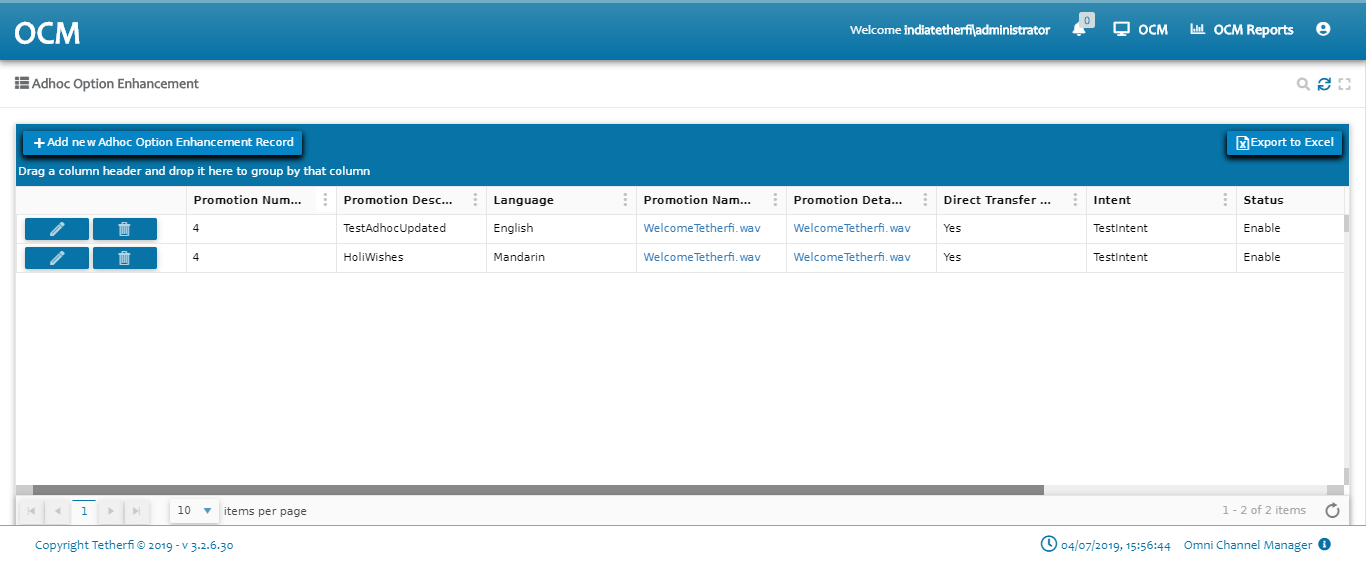 OCM Welcome indiatetherfi\administrator 0 OCM OCM Reports
Adhoc Option Enhancement
Add new Adhoc Option Enhancement Record Export to Excel
Drag a column header and drop it here to group by that column
Promotion Num... Promotion Desc... Language Promotion Nam... Promotion Deta... Direct Transfer ... Intent Status
4 TestAdhocUpdated English WelcomeTetherfi.wav WelcomeTetherfi.wav Yes TestIntent Enable
4 HoliWishes Mandarin WelcomeTetherfi.wav WelcomeTetherfi.wav Yes TestIntent Enable
1 10 items per page 1 - 2 of 2 items
Copyright Tetherfi © 2019 - v 3.2.6.30 04/07/2019, 15:56:44 Omni Channel Manager